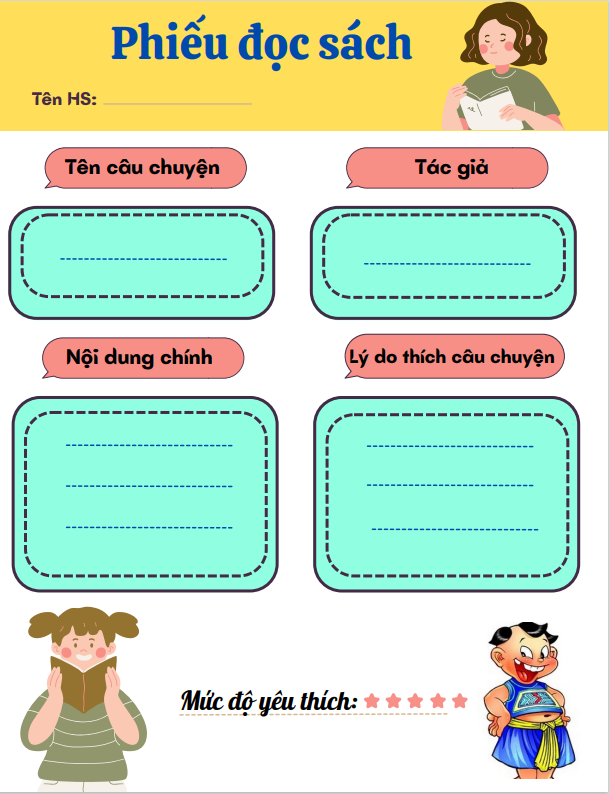 Phiếu đọc sách
Tên HS:
Tên câu chuyện
Tác giả
Nội dung chính
Lý do thích câu chuyện
Mức độ yêu thích: